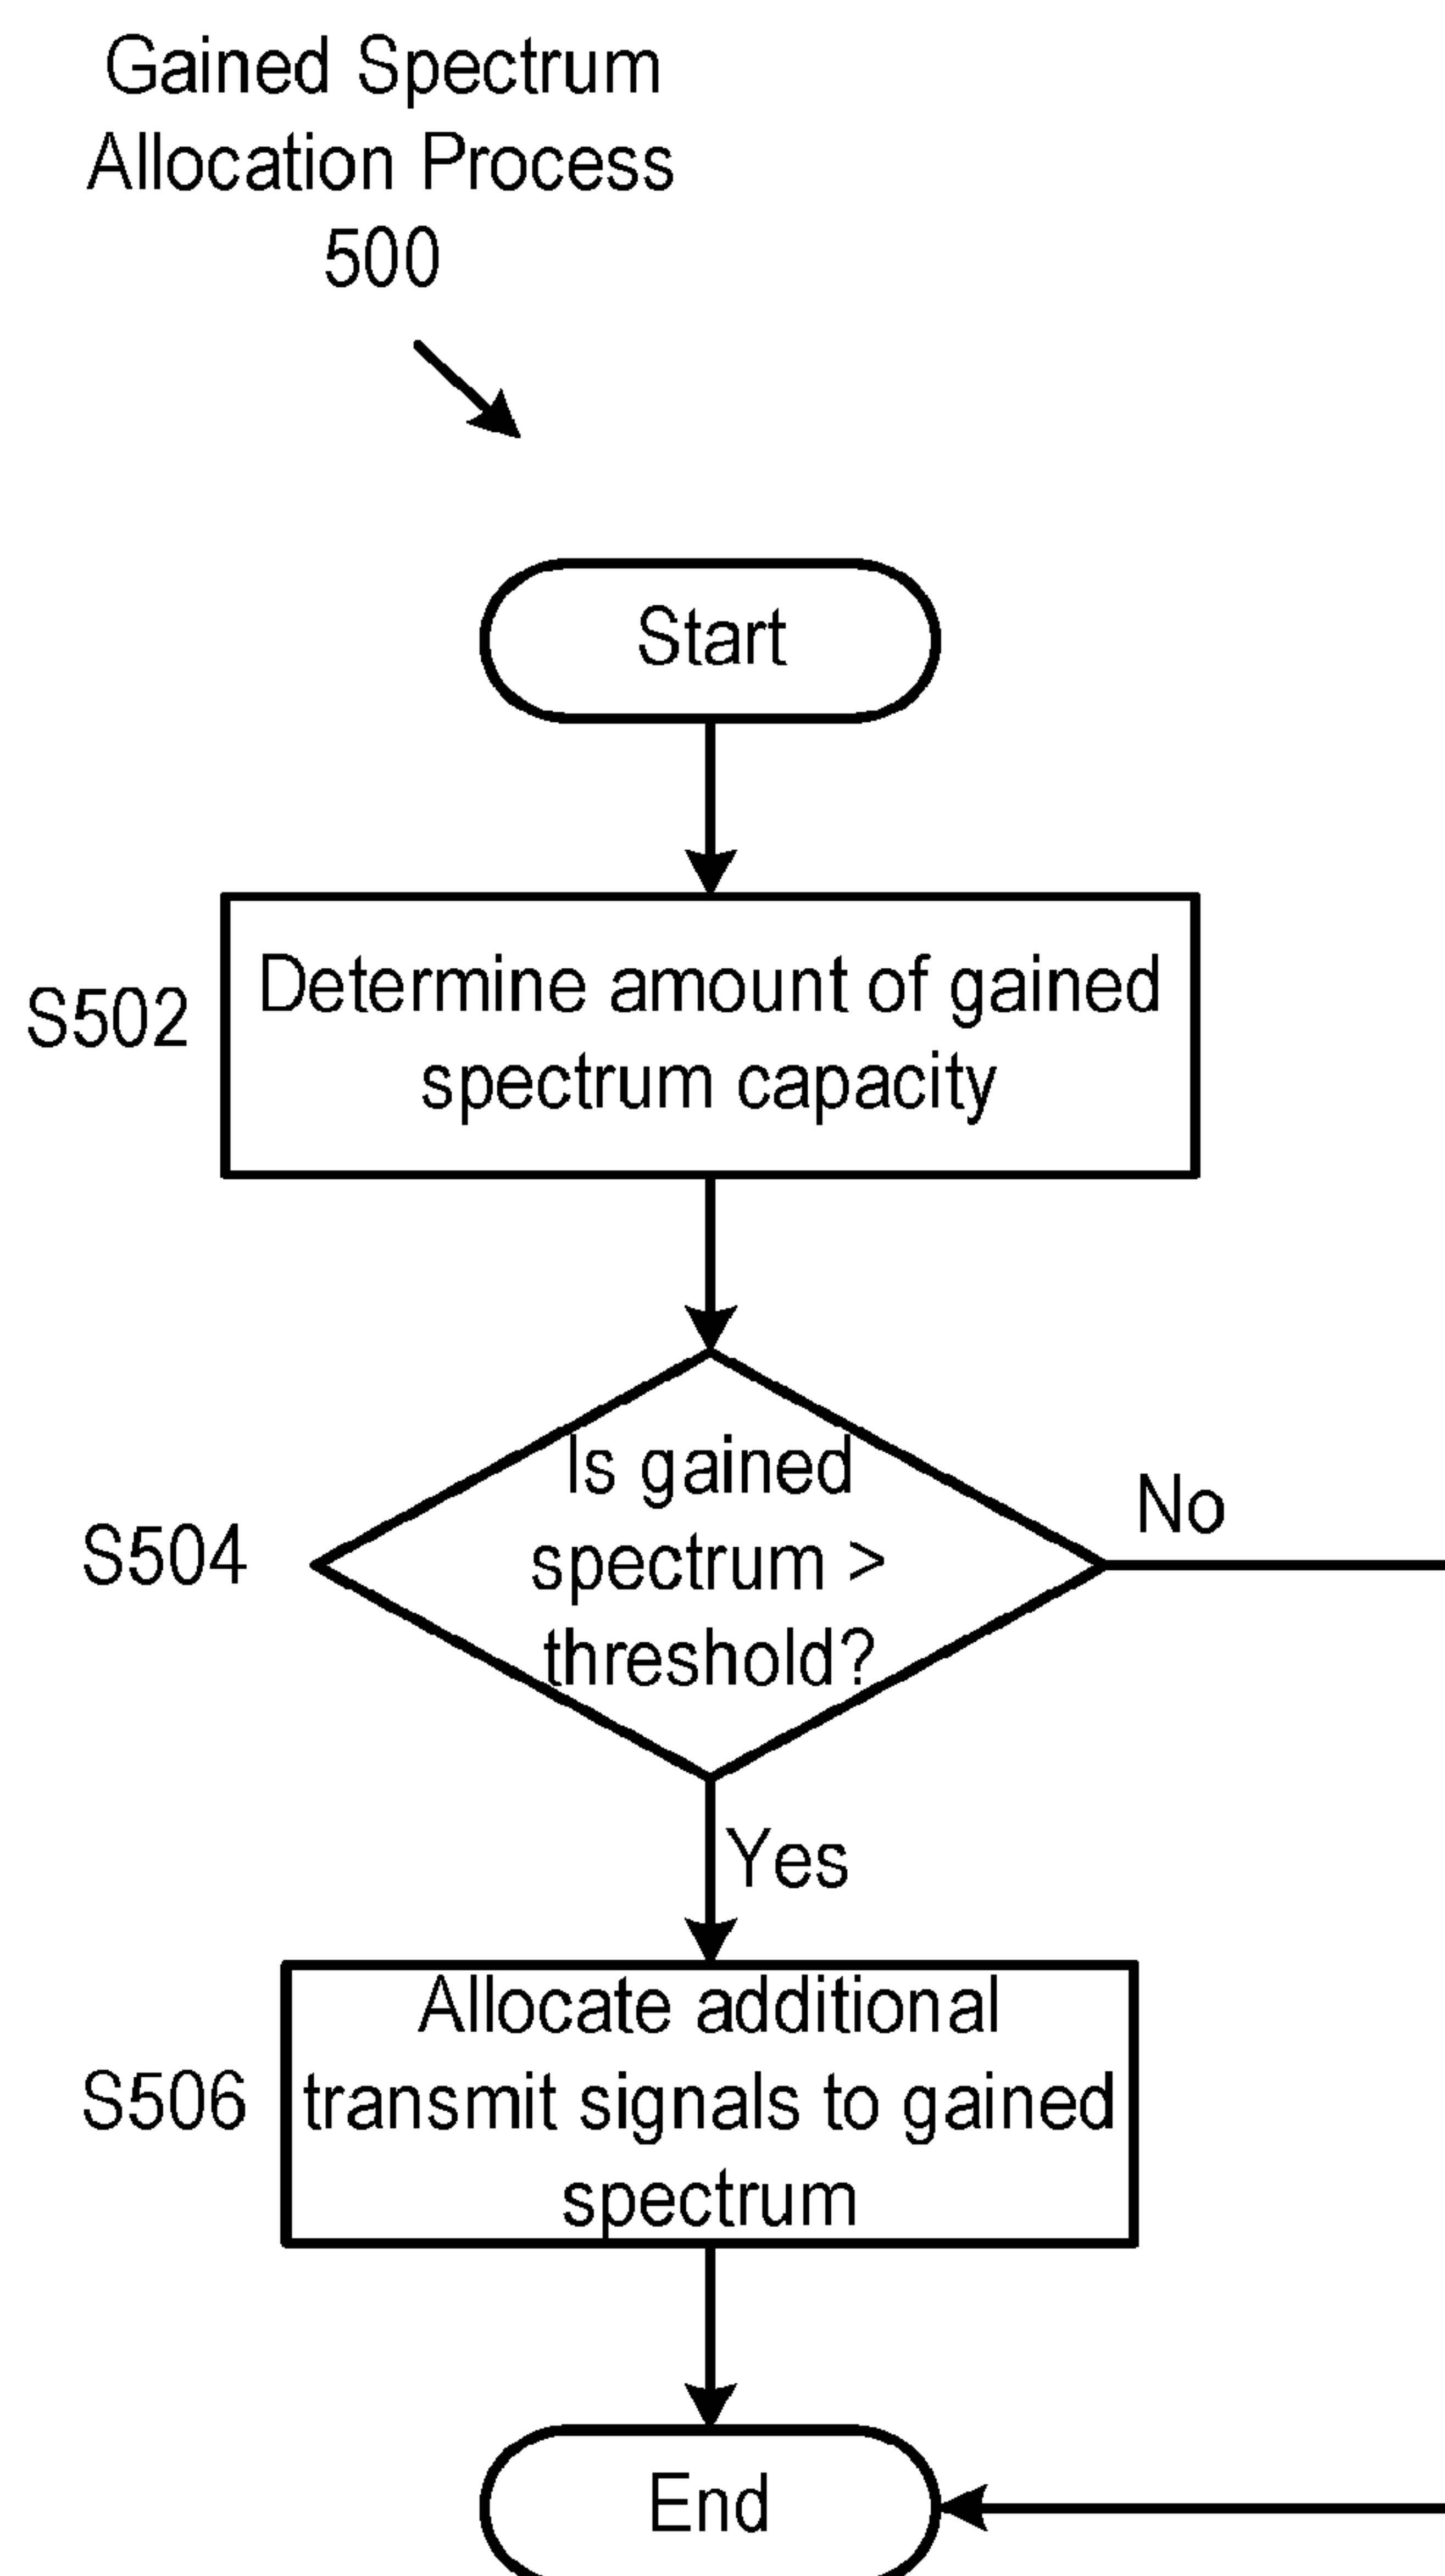 Gained Spectrum
Allocation Process
500
Start
S502
Determine amount of gained
spectrum capacity
S504
Is gained
spectrum >
threshold?
No
Yes
S506
Allocate additional
transmit signals to gained
spectrum
End